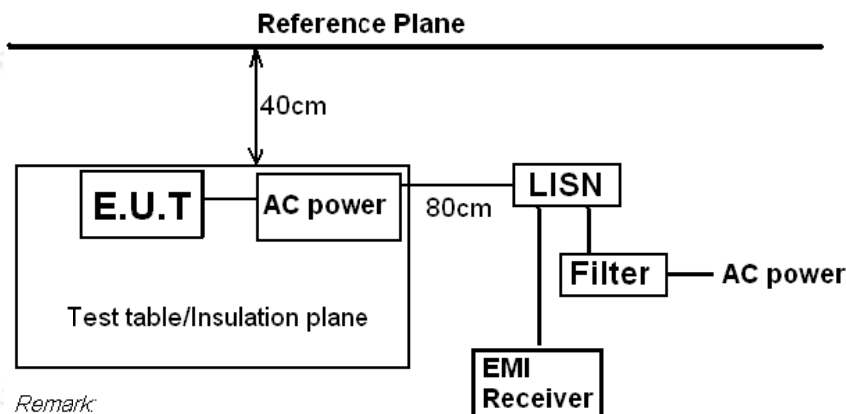 Reference Plane
40cm
E.U.T
AC power
80cm
LISN
Filter
AC power
Test table/Insulation plane
EMI
Receiver
Remark: